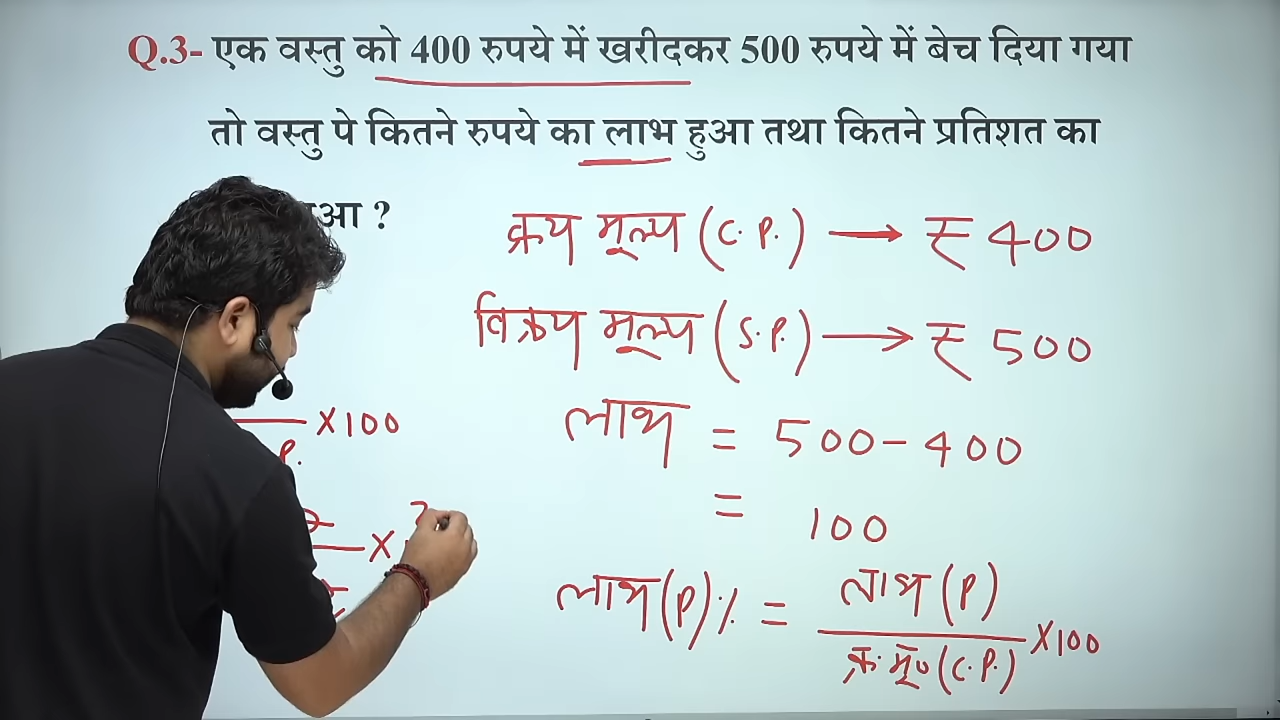 Q.3- एक वस्तु को 400 रुपये में खरीदकर 500 रुपये में बेच दिया गया
तो वस्तु पे कितने रुपये का लाभ हुआ तथा कितने प्रतिशत का
?
क्रय मूल्य (C.P.) → ₹ 400
विक्रय मूल्य (S.P.) → ₹ 500
लाभ = 500 - 400
= 100
लाभ (P) % = लाभ (P)
क्र. मू० (C.P.) × 100
× 100
P.
×